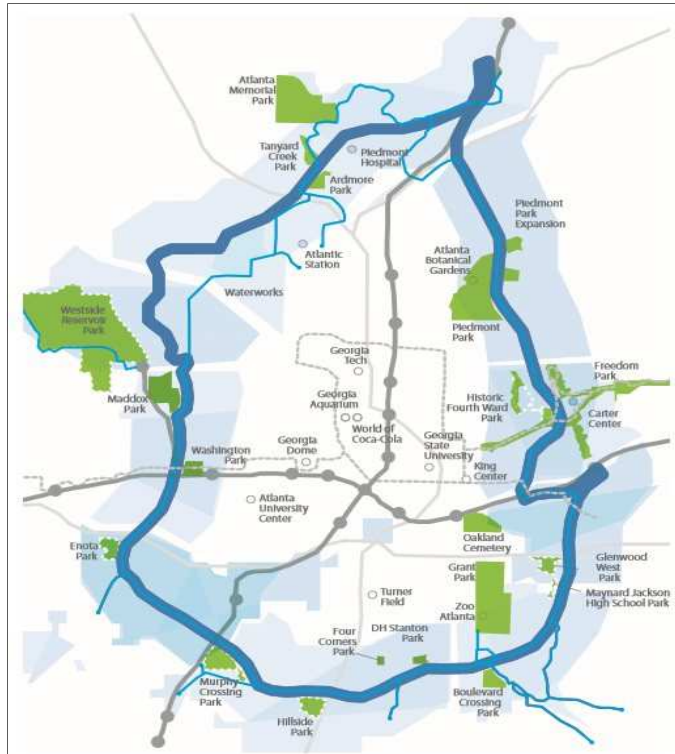 Atlanta
Memorial
Park
Tanyard
Creek
Park
Piedmont
Hospital
Ardmore
Park
Piedmont
Park
Expansion
Atlantic
Station
Atlanta
Botanical
Gardens
Waterworks
Westside
Reservoir
Park
Piedmont
Park
Georgia
Tech
Freedom
Park
Maddox
Park
Georgia
Aquarium
Historic
Fourth Ward
Park
Carter
Center
World of
Coca-Cola
Washington
Park
Georgia
Dome
Georgia
State
University
King
Center
Atlanta
University
Center
Enota
Park
Oakland
Cemetery
Glenwood
West
Park
Grant
Park
Maynard Jackson
High School Park
Turner
Field
Zoo
Atlanta
Four
Corners
Park
DH Stanton
Park
Murphy
Crossing
Park
Hillside
Park
Boulevard
Crossing
Park